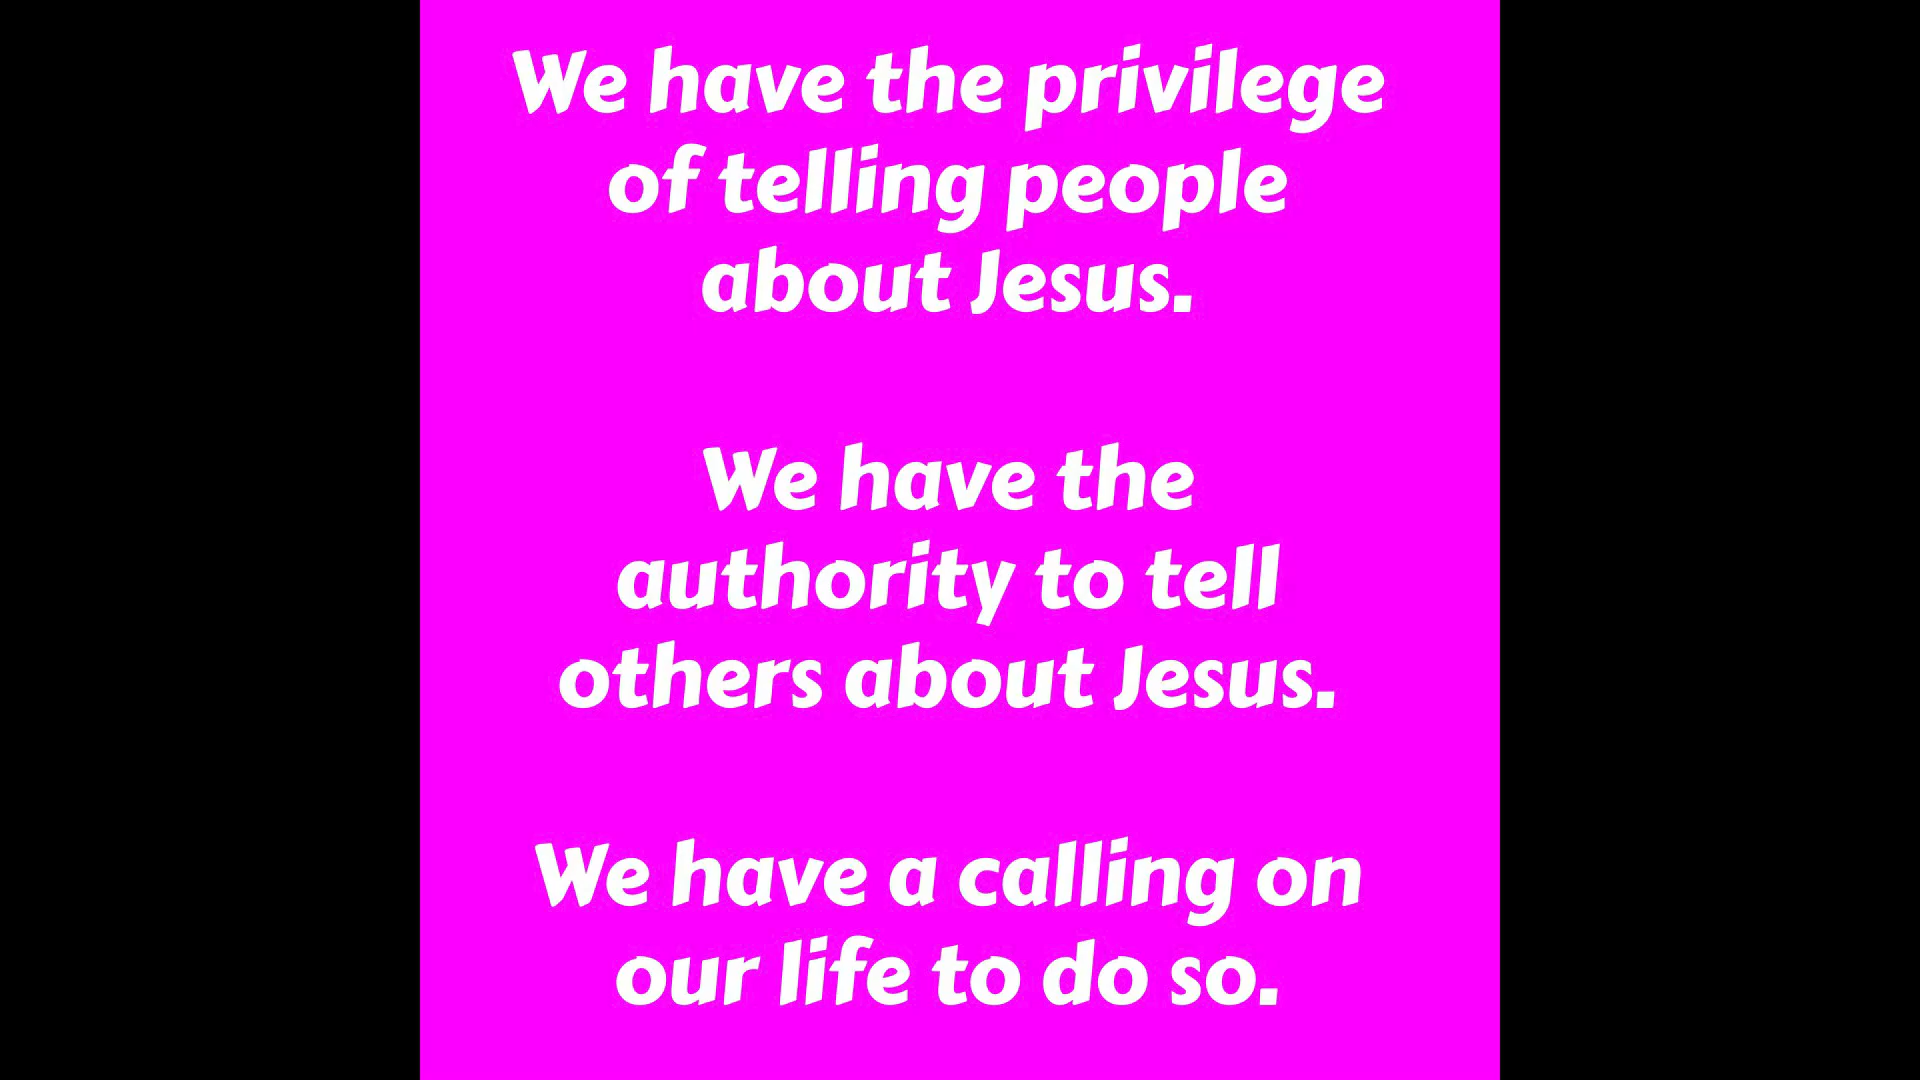 We have the privilege
of telling people
about Jesus.
We have the
authority to tell
others about Jesus.
We have a calling on
our life to do so.